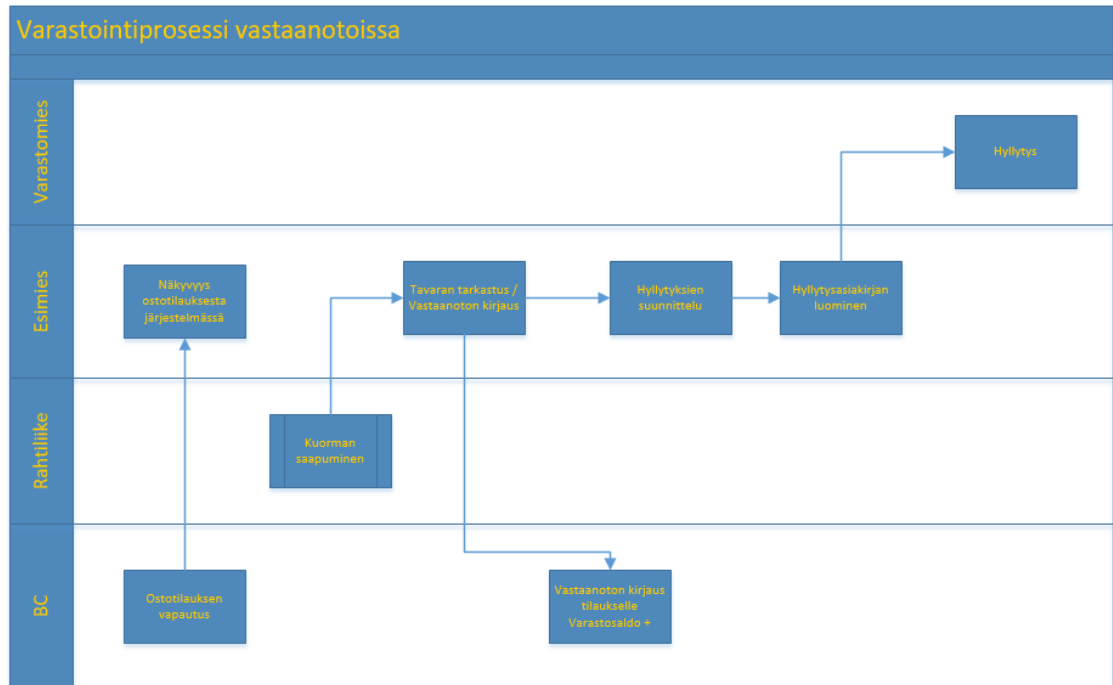 Varastointiprosessi vastaanotoissa
Varastomies
Hyllytys
Esimies
Näkyvyys
ostotilauksesta
järjestelmässä
Tavaran tarkastus /
Vastaanoton kirjaus
Hyllytyksien
suunnittelu
Hyllytysasiakirjan
luominen
Rahtiliike
Kuorman
saapuminen
BC
Ostotilauksen
vapautus
Vastaanoton kirjaus
tilaukselle
Varastosaldo +